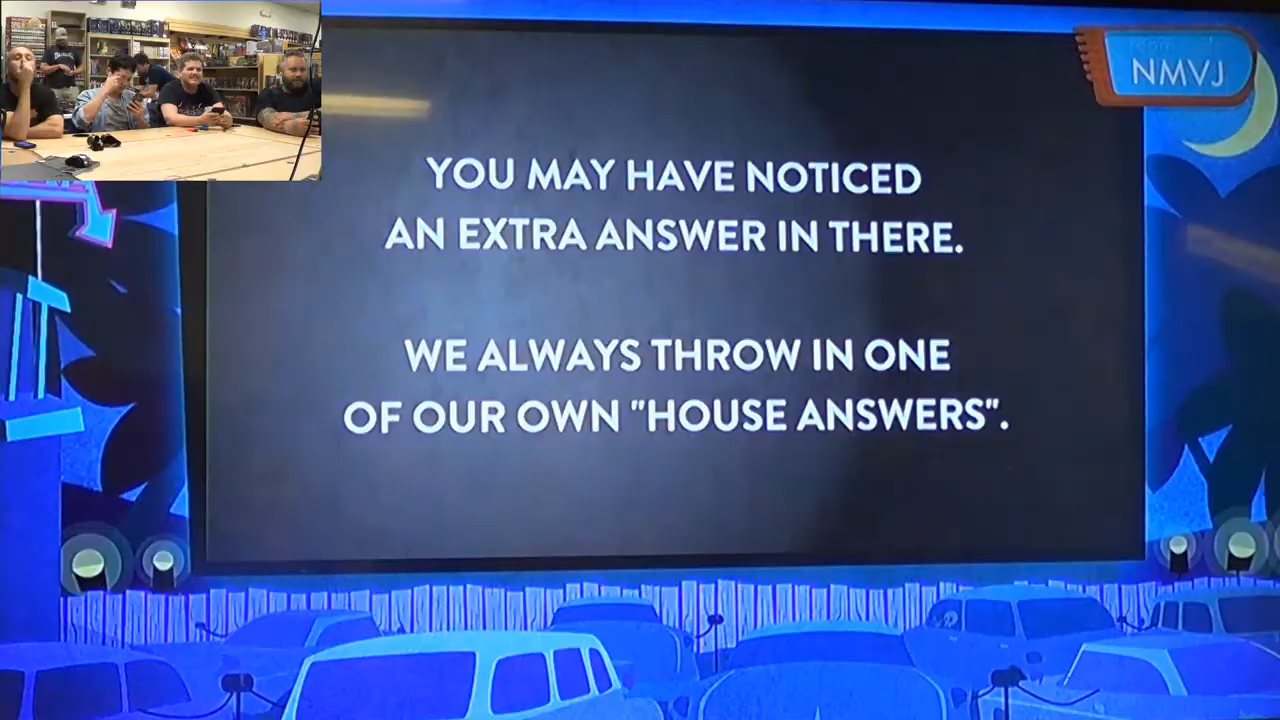 room
NMVJ
YOU MAY HAVE NOTICED
AN EXTRA ANSWER IN THERE.
WE ALWAYS THROW IN ONE
OF OUR OWN "HOUSE ANSWERS".